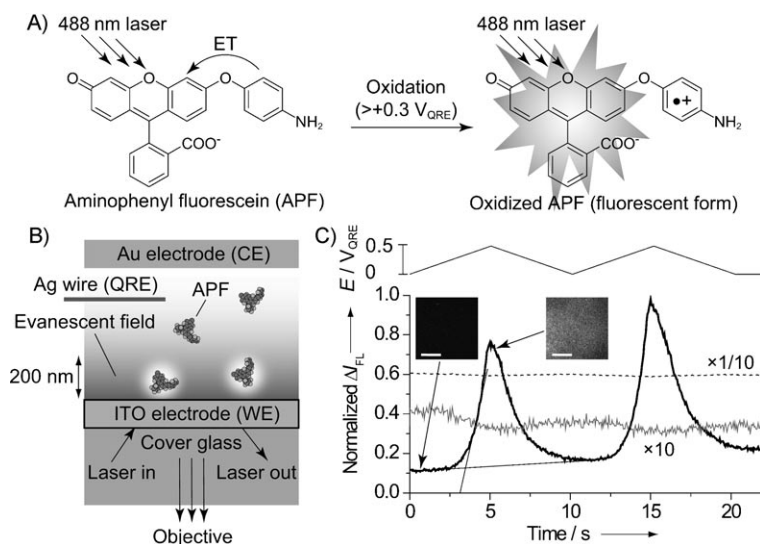 A)
488 nm laser
ET
O
O
O
NH₂
COO⁻
Aminophenyl fluorescein (APF)
Oxidation
(>+0.3 V_QRE)
488 nm laser
O
O
O
NH₂
COO⁻
•+
Oxidized APF (fluorescent form)
B)
Au electrode (CE)
Ag wire (QRE)
APF
Evanescent field
200 nm
ITO electrode (WE)
Cover glass
Laser in
Laser out
Objective
C)
E / V_QRE
0.5
0
Normalized ΔI_FL
1.0
0.8
0.6
0.4
0.2
0.0
×1/10
×10
0
5
10
15
20
Time / s